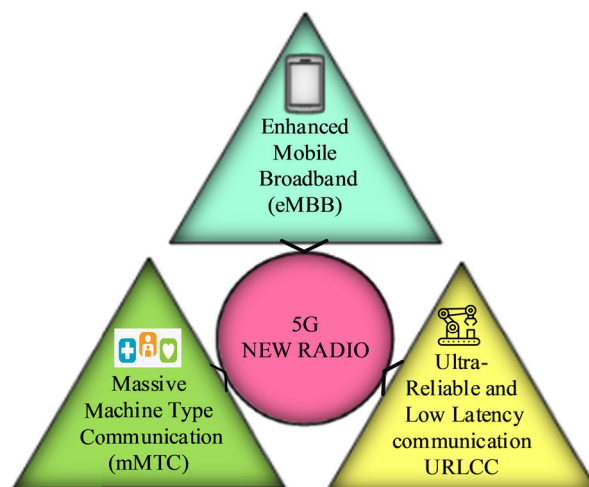 Enhanced
Mobile
Broadband
(eMBB)
5G
NEW RADIO
Massive
Machine Type
Communication
(mMTC)
Ultra-
Reliable and
Low Latency
communication
URLCC